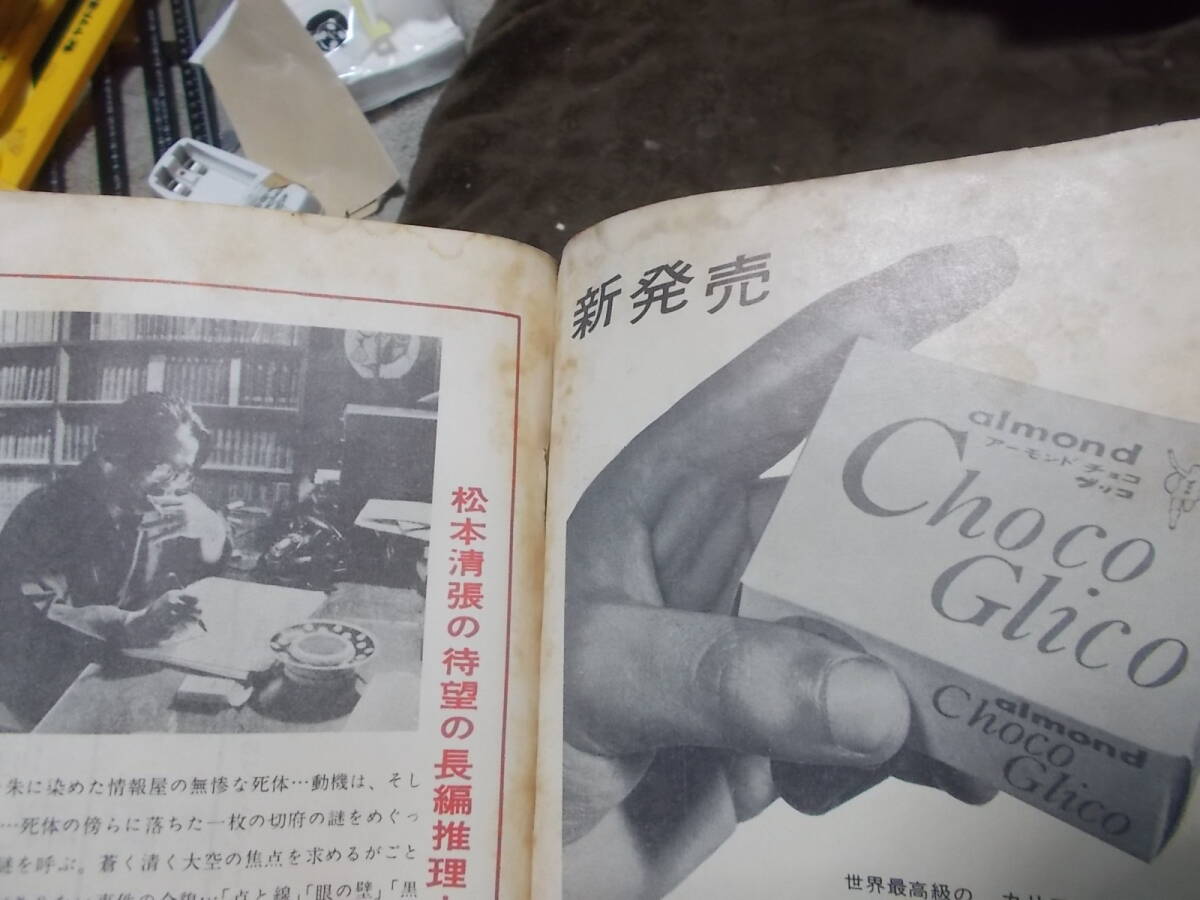 松本清張の待望の長編推理
朱に染めた情報屋の無惨な死体…動機は、そし
…死体の傍らに落ちた一枚の切府の謎をめぐっ
謎を呼ぶ。蒼く清く大空の焦点を求めるがごと
事件の全貌…「点と線」「眼の壁」「黒
新発売
almond
アーモンドチョコ
グリコ
Choco
Glico
almond
Choco
Glico
世界最高級の